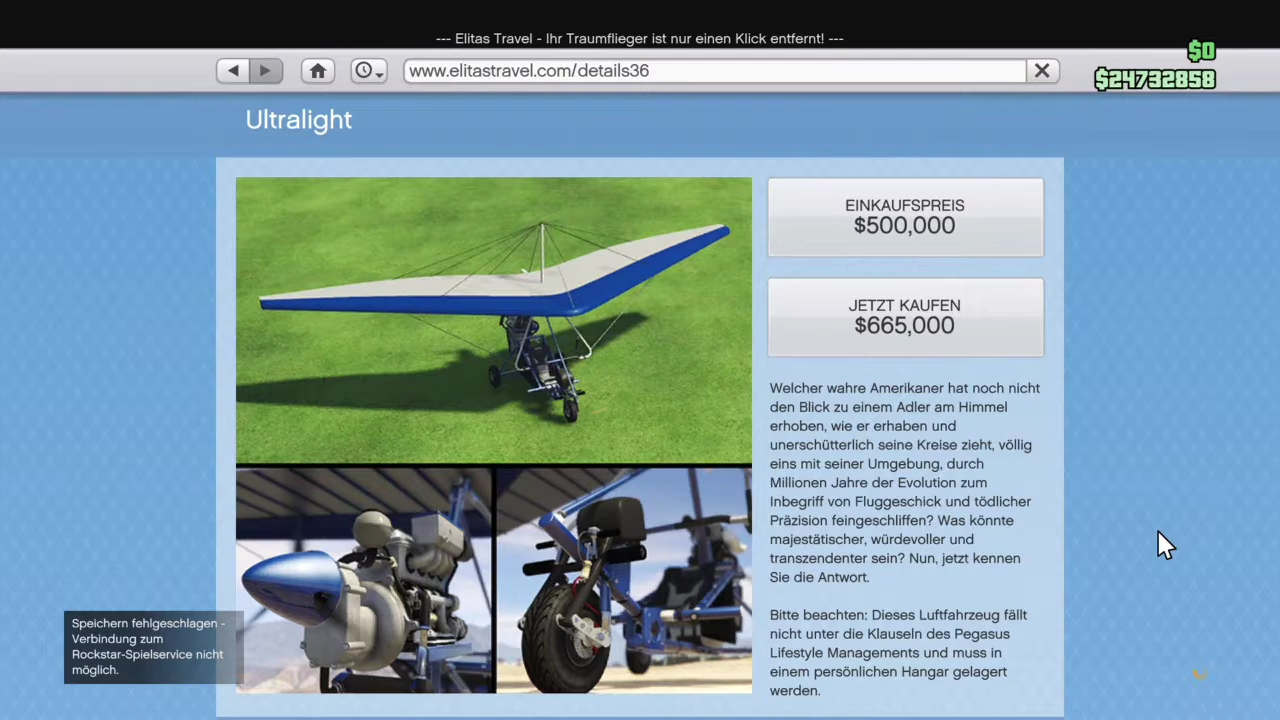 --- Elitas Travel - Ihr Traumflieger ist nur einen Klick entfernt! ---
www.elitastravel.com/details36
$0
$24732858
Ultralight
EINKAUFSPREIS
$500,000
JETZT KAUFEN
$665,000
Welcher wahre Amerikaner hat noch nicht
den Blick zu einem Adler am Himmel
erhoben, wie er erhaben und
unerschütterlich seine Kreise zieht, völlig
eins mit seiner Umgebung, durch
Millionen Jahre der Evolution zum
Inbegriff von Fluggeschick und tödlicher
Präzision feingeschliffen? Was könnte
majestätischer, würdevoller und
transzendenter sein? Nun, jetzt kennen
Sie die Antwort.
Bitte beachten: Dieses Luftfahrzeug fällt
nicht unter die Klauseln des Pegasus
Lifestyle Managements und muss in
einem persönlichen Hangar gelagert
werden.
Speichern fehlgeschlagen -
Verbindung zum
Rockstar-Spielservice nicht
möglich.